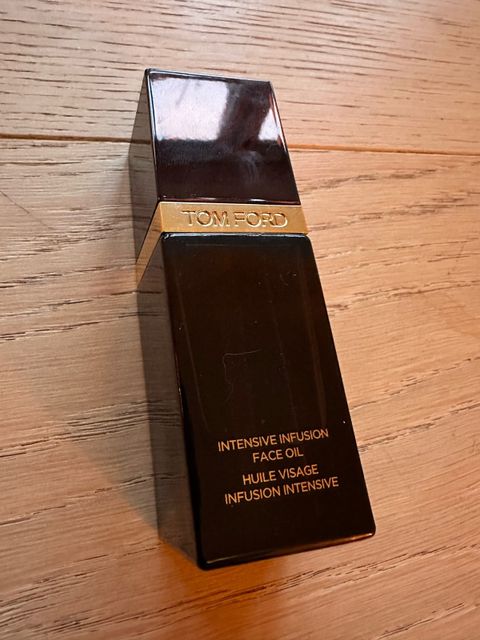 TOM FORD
INTENSIVE INFUSION
FACE OIL
HUILE VISAGE
INFUSION INTENSIVE